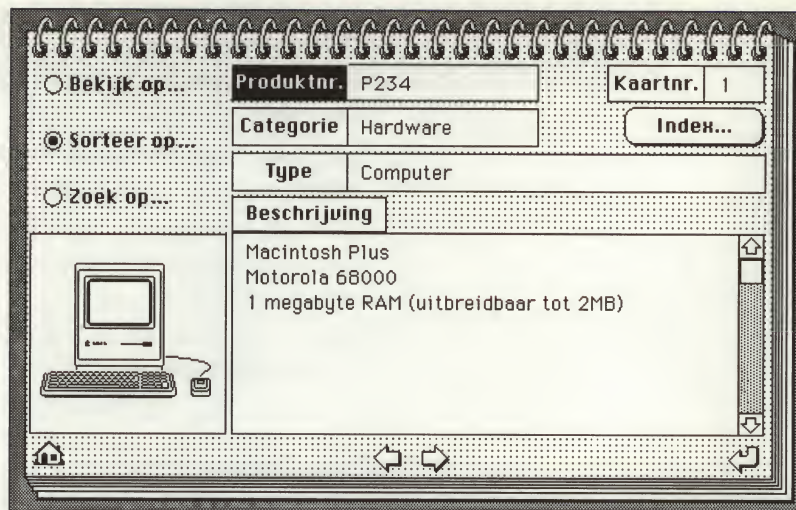 Bekijk op...
Sorteer op...
Zoek op...
Produktnr. P234
Kaartnr. 1
Categorie Hardware
Index...
Type Computer
Beschrijving
Macintosh Plus
Motorola 68000
1 megabyte RAM (uitbreidbaar tot 2MB)